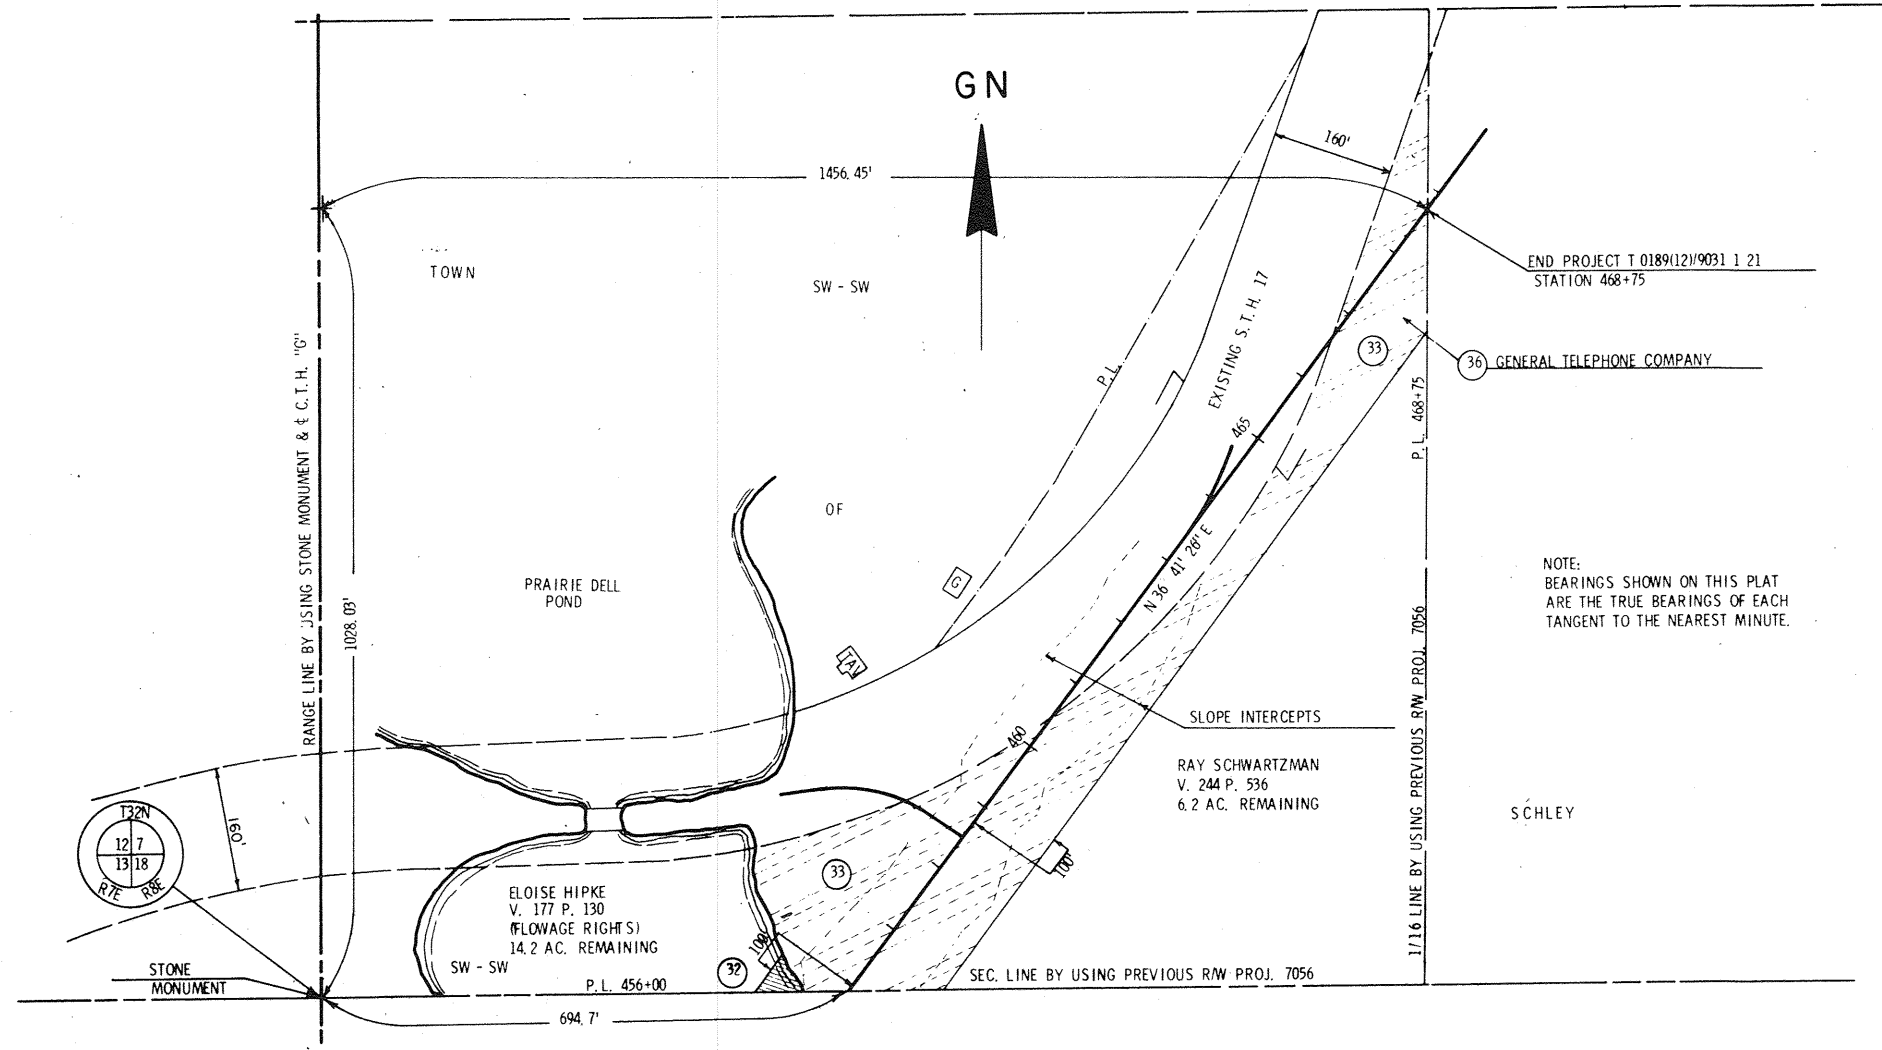 GN
160'
1456.45'
TOWN
SW - SW
END PROJECT T 0189(12)/9031 1 21
STATION 468+75
EXISTING S.T.H. 17
33
36 GENERAL TELEPHONE COMPANY
P.L.
P.L. 468+75
RANGE LINE BY USING STONE MONUMENT & ℄ C.T.H. "G"
465
OF
N 36° 41' 26" E
G
PRAIRIE DELL
POND
1028.03'
NOTE:
BEARINGS SHOWN ON THIS PLAT
ARE THE TRUE BEARINGS OF EACH
TANGENT TO THE NEAREST MINUTE.
TAV
SLOPE INTERCEPTS
460
RAY SCHWARTZMAN
V. 244 P. 536
6.2 AC. REMAINING
SCHLEY
1/16 LINE BY USING PREVIOUS R/W PROJ. 7056
160'
T32N
12 7
13 18
R7E R8E
33
100'
ELOISE HIPKE
V. 177 P. 130
(FLOWAGE RIGHTS)
14.2 AC. REMAINING
SW - SW
100'
32
STONE
MONUMENT
P.L. 456+00
SEC. LINE BY USING PREVIOUS R/W PROJ. 7056
694.7'